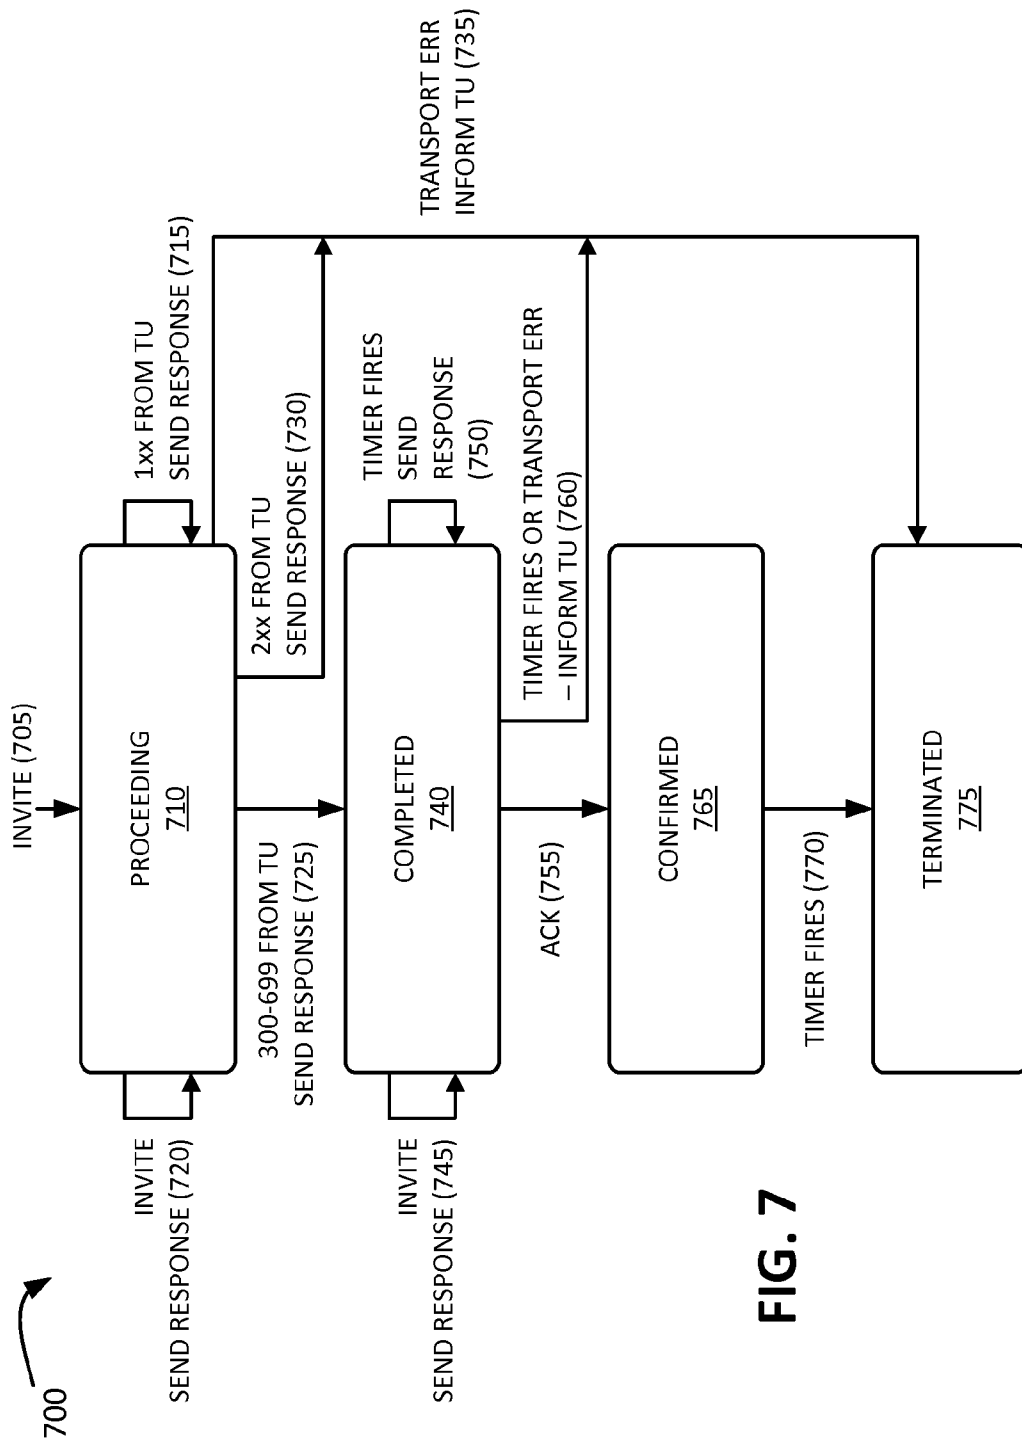 700
INVITE (705)
PROCEEDING
710
1xx FROM TU
SEND RESPONSE (715)
INVITE
SEND RESPONSE (720)
300-699 FROM TU
SEND RESPONSE (725)
2xx FROM TU
SEND RESPONSE (730)
TRANSPORT ERR
INFORM TU (735)
COMPLETED
740
INVITE
SEND RESPONSE (745)
TIMER FIRES
SEND
RESPONSE
(750)
ACK (755)
TIMER FIRES OR TRANSPORT ERR
– INFORM TU (760)
CONFIRMED
765
TIMER FIRES (770)
TERMINATED
775
FIG. 7